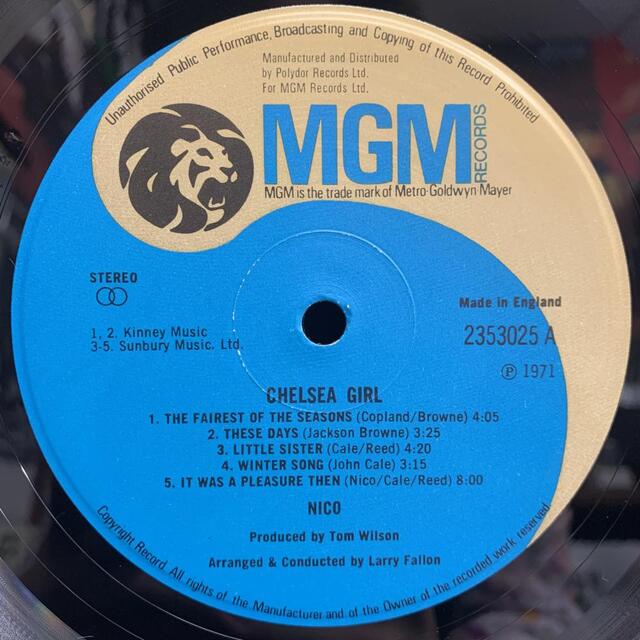 Unauthorised Public Performance, Broadcasting and Copying of this Record Prohibited
Manufactured and Distributed
by Polydor Records Ltd.
For MGM Records Ltd.
MGM
RECORDS
MGM is the trade mark of Metro-Goldwyn-Mayer
STEREO
Made in England
1, 2. Kinney Music
3-5. Sunbury Music. Ltd.
2353025 A
Ⓟ 1971
CHELSEA GIRL
1. THE FAIREST OF THE SEASONS (Copland/Browne) 4:05
2. THESE DAYS (Jackson Browne) 3:25
3. LITTLE SISTER (Cale/Reed) 4:20
4. WINTER SONG (John Cale) 3:15
5. IT WAS A PLEASURE THEN (Nico/Cale/Reed) 8:00
NICO
Produced by Tom Wilson
Arranged & Conducted by Larry Fallon
Copyright Record. All rights of the Manufacturer and of the Owner of the recorded work reserved.